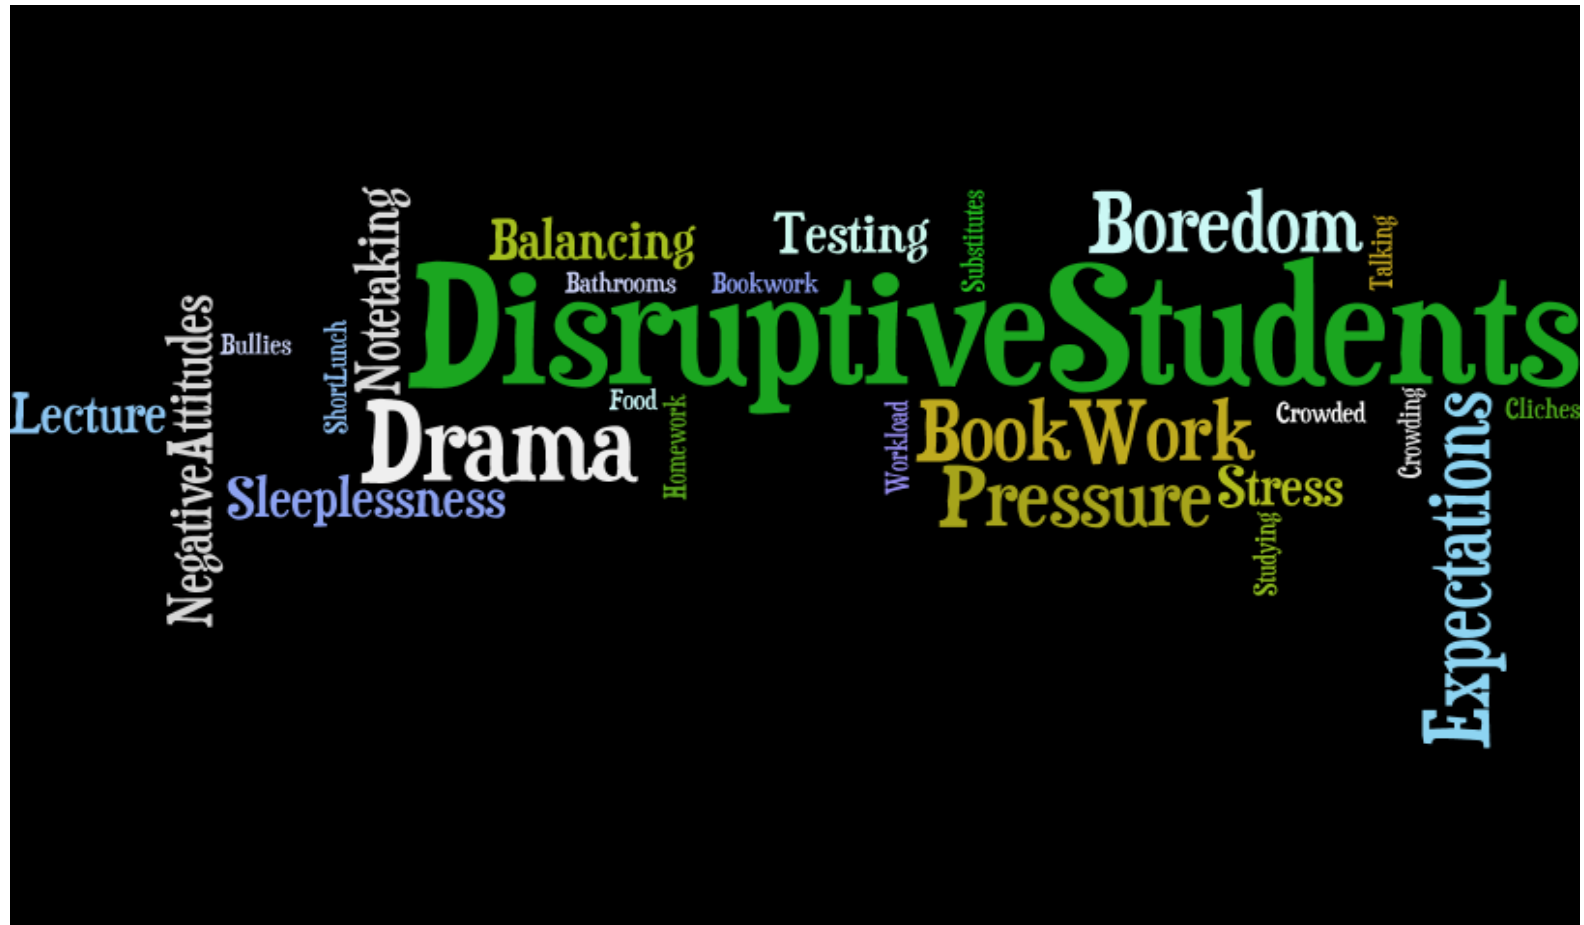 Notetaking
Balancing
Testing
Substitutes
Boredom
Talking
Bathrooms
Bookwork
DisruptiveStudents
NegativeAttitudes
Bullies
ShortLunch
Lecture
Drama
Food
Homework
Workload
BookWork
Crowded
Crowding
Expectations
Cliches
Sleeplessness
Pressure
Stress
Studying